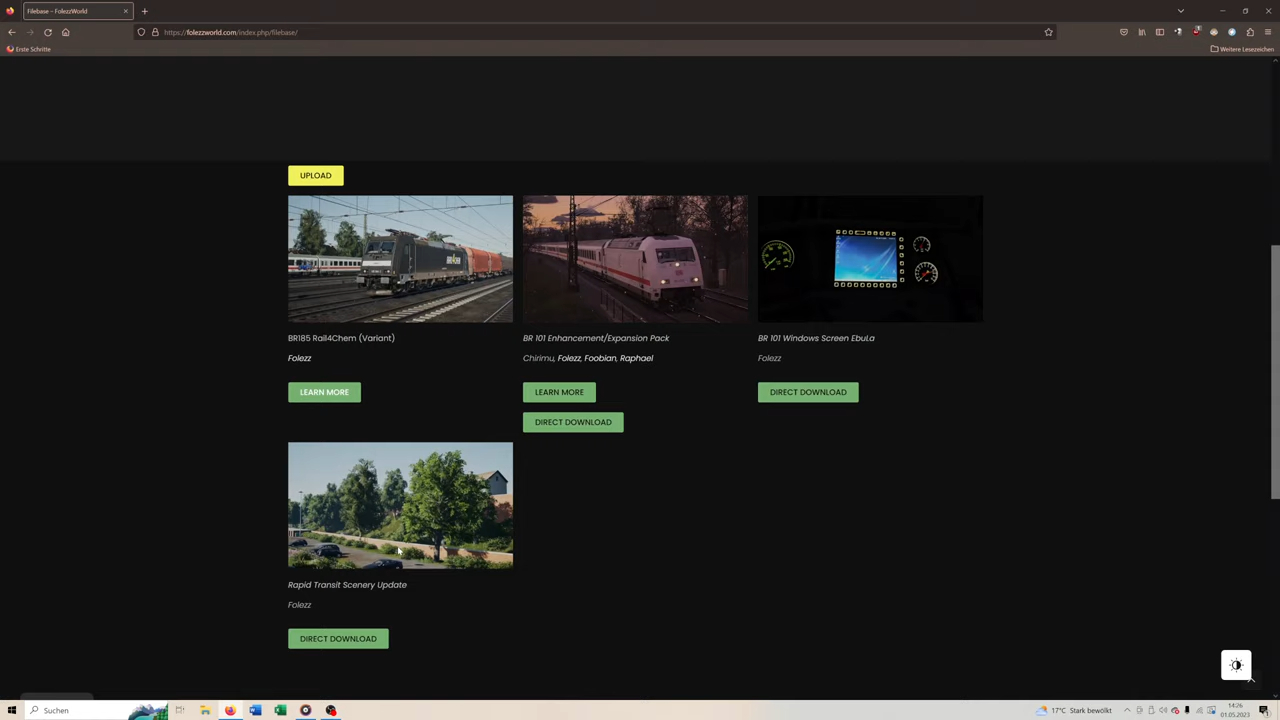 Filebase – FolezzWorld
https://folezzworld.com/index.php/filebase/
Erste Schritte
Weitere Lesezeichen
UPLOAD
BR185 Rail4Chem (Variant)
Folezz
LEARN MORE
BR 101 Enhancement/Expansion Pack
Chirimu, Folezz, Foobian, Raphael
LEARN MORE
DIRECT DOWNLOAD
BR 101 Windows Screen EbuLa
Folezz
DIRECT DOWNLOAD
Rapid Transit Scenery Update
Folezz
DIRECT DOWNLOAD
Suchen
17°C Stark bewölkt
14:26
01.05.2023